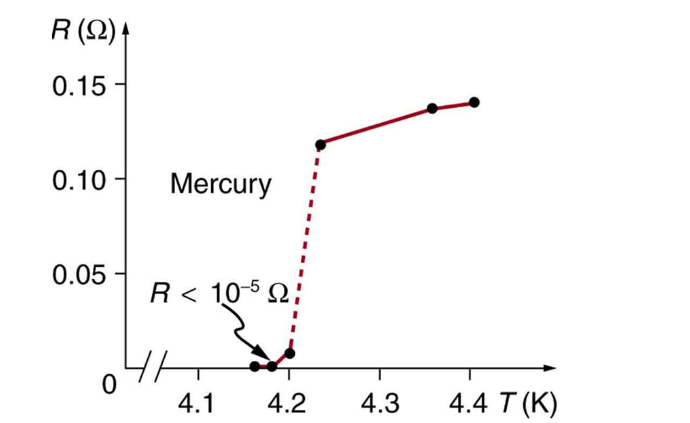 R (Ω)
0.15
0.10
Mercury
0.05
R < 10⁻⁵ Ω
0
4.1 4.2 4.3 4.4 T (K)